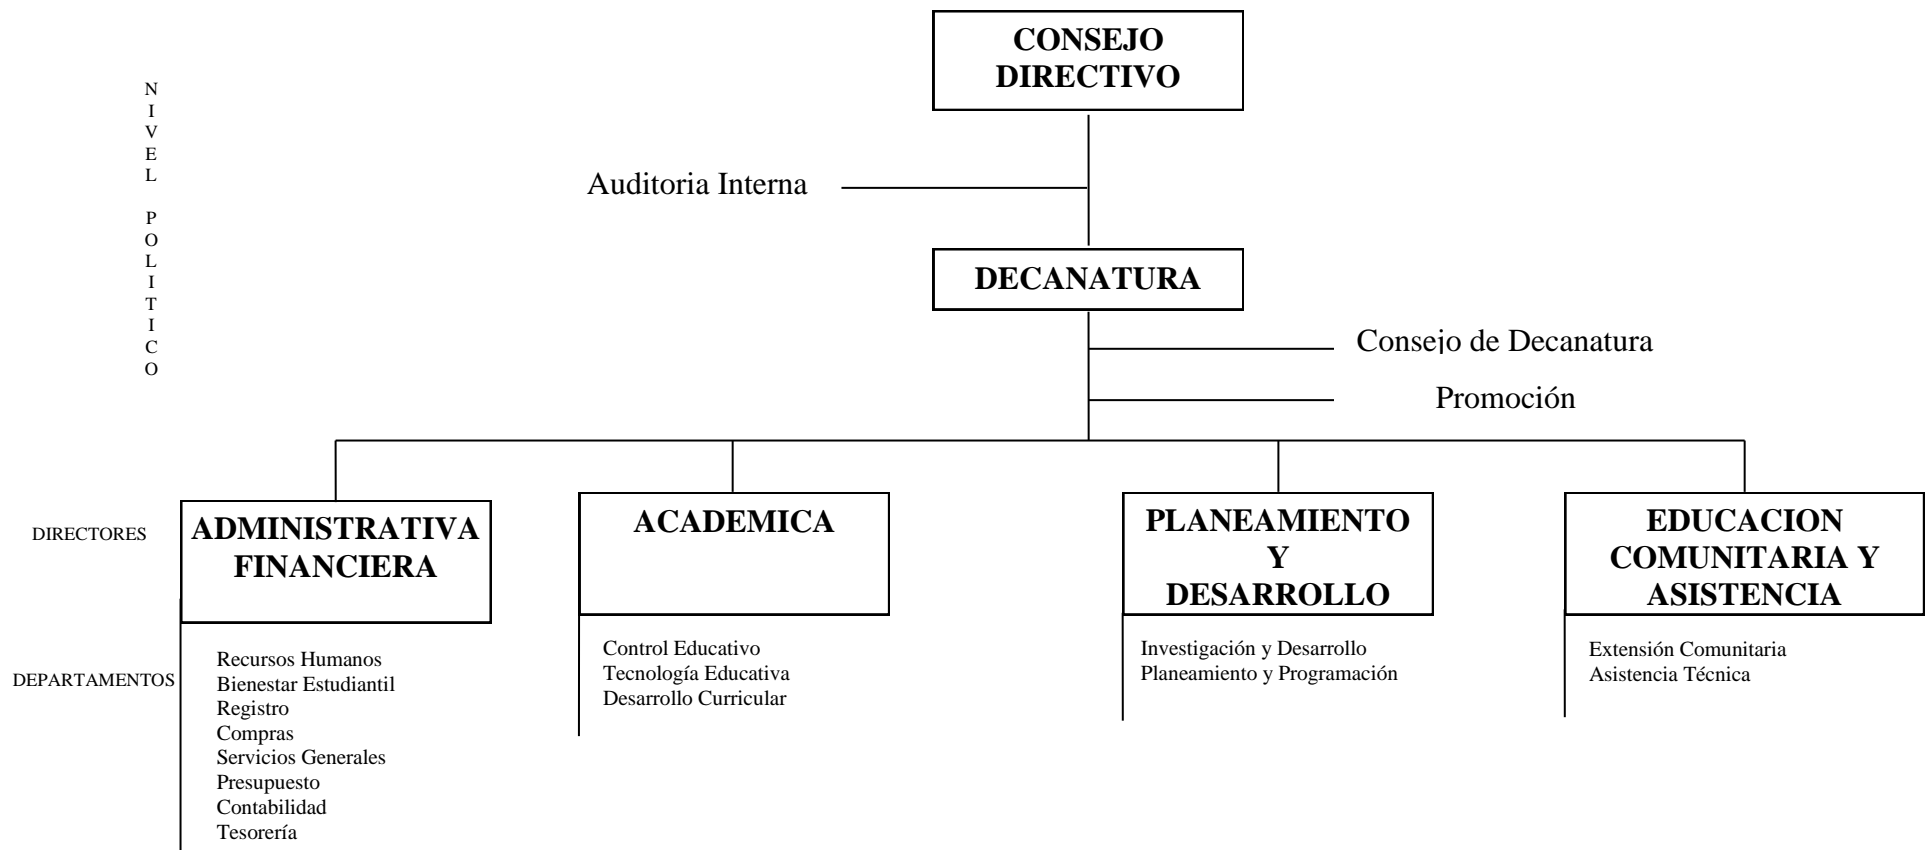 CONSEJO
DIRECTIVO
NIVEL POLITICO
Auditoria Interna
DECANATURA
Consejo de Decanatura
Promoción
DIRECTORES
ADMINISTRATIVA
FINANCIERA
ACADEMICA
PLANEAMIENTO
Y
DESARROLLO
EDUCACION
COMUNITARIA Y
ASISTENCIA
DEPARTAMENTOS
Recursos Humanos
Bienestar Estudiantil
Registro
Compras
Servicios Generales
Presupuesto
Contabilidad
Tesorería
Control Educativo
Tecnología Educativa
Desarrollo Curricular
Investigación y Desarrollo
Planeamiento y Programación
Extensión Comunitaria
Asistencia Técnica